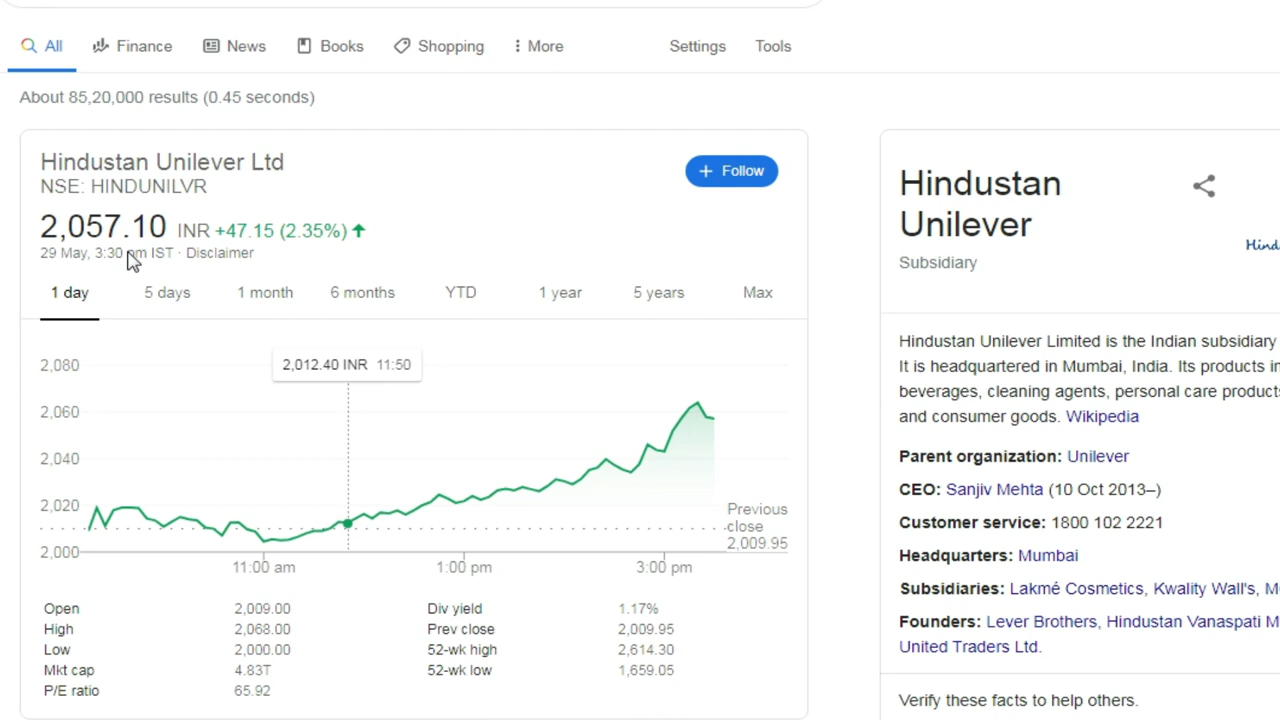 All
Finance
News
Books
Shopping
More
Settings
Tools
About 85,20,000 results (0.45 seconds)
Hindustan Unilever Ltd
NSE: HINDUNILVR
+ Follow
2,057.10 INR +47.15 (2.35%)
29 May, 3:30 pm IST · Disclaimer
1 day
5 days
1 month
6 months
YTD
1 year
5 years
Max
2,012.40 INR 11:50
2,080
2,060
2,040
2,020
2,000
Previous
close
2,009.95
11:00 am
1:00 pm
3:00 pm
Open 2,009.00
High 2,068.00
Low 2,000.00
Mkt cap 4.83T
P/E ratio 65.92
Div yield 1.17%
Prev close 2,009.95
52-wk high 2,614.30
52-wk low 1,659.05
Hindustan
Unilever
Subsidiary
Hind
Hindustan Unilever Limited is the Indian subsidiary
It is headquartered in Mumbai, India. Its products in
beverages, cleaning agents, personal care products
and consumer goods. Wikipedia
Parent organization: Unilever
CEO: Sanjiv Mehta (10 Oct 2013–)
Customer service: 1800 102 2221
Headquarters: Mumbai
Subsidiaries: Lakmé Cosmetics, Kwality Wall's,
Founders: Lever Brothers, Hindustan Vanaspati
United Traders Ltd.
Verify these facts to help others.